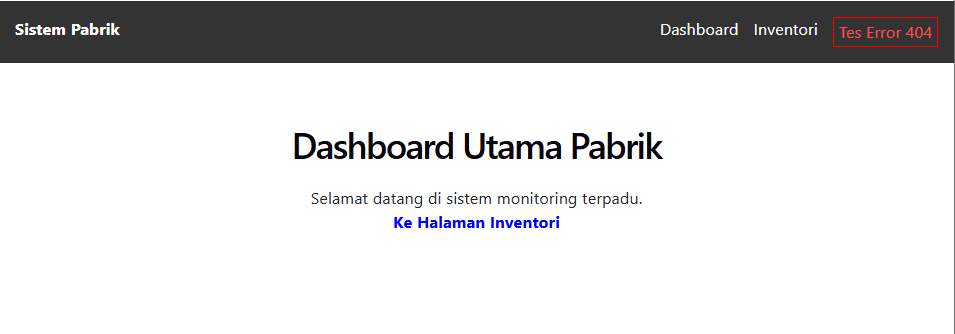 Sistem Pabrik
Dashboard Inventori Tes Error 404
Dashboard Utama Pabrik
Selamat datang di sistem monitoring terpadu.
Ke Halaman Inventori